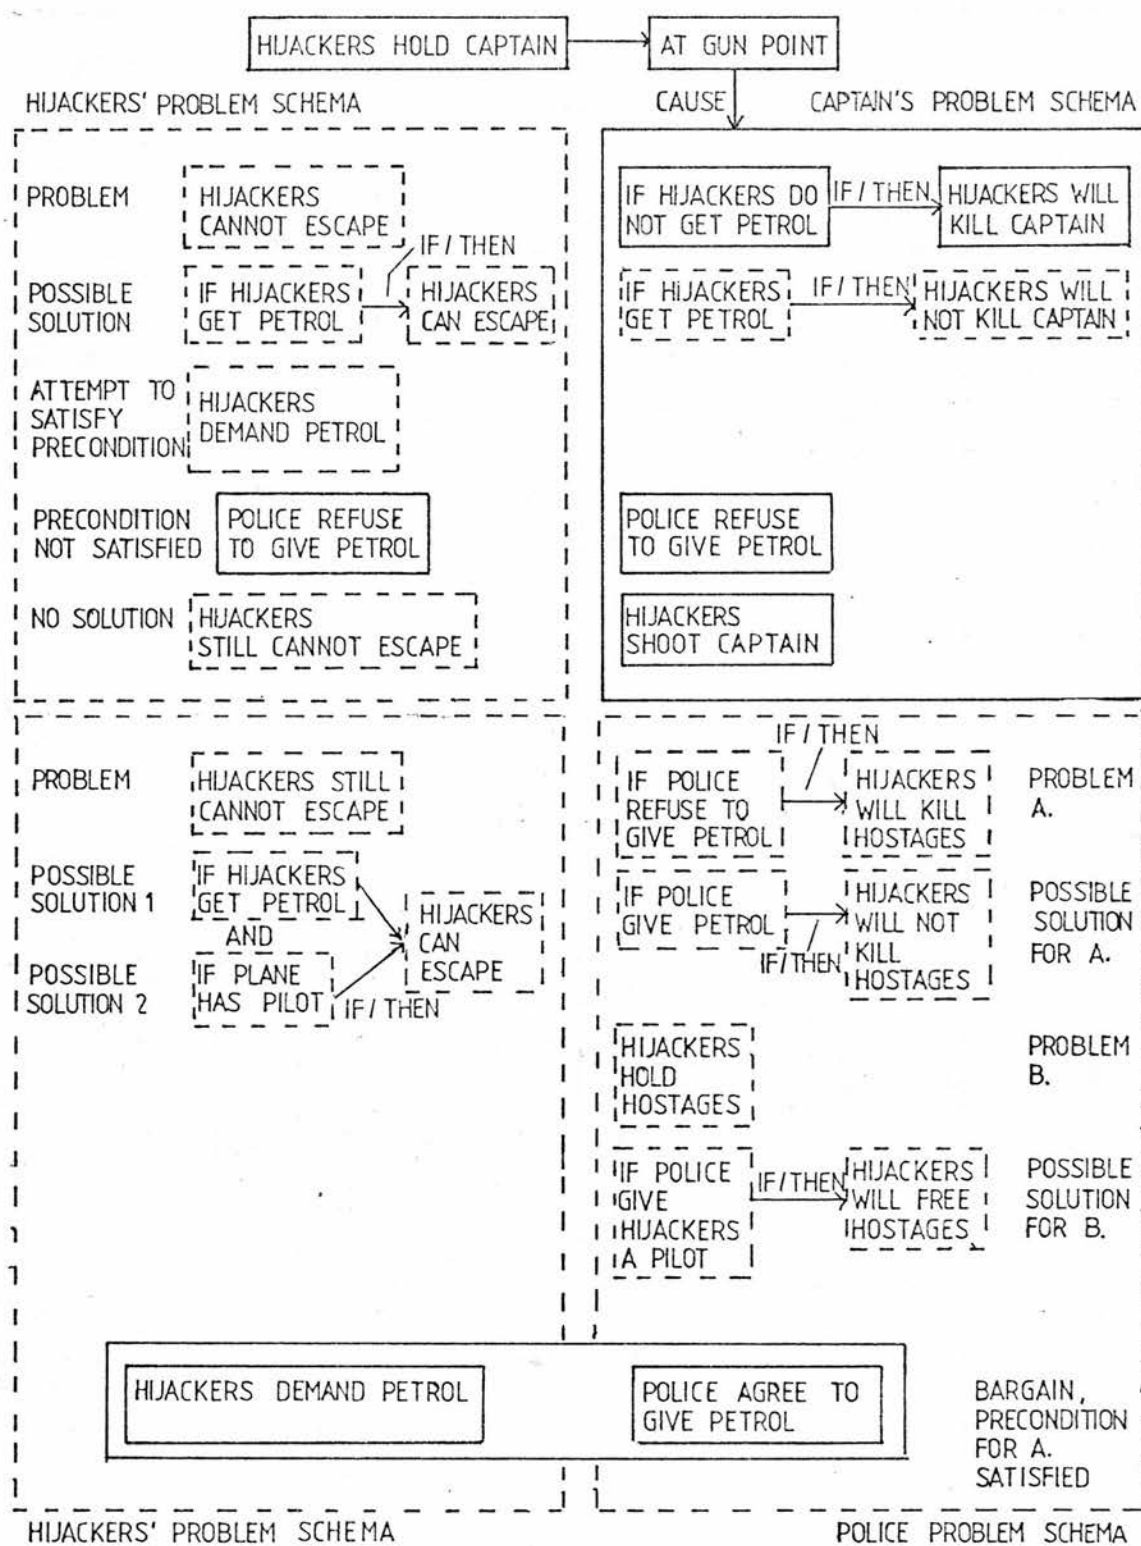 HIJACKERS HOLD CAPTAIN
AT GUN POINT
HIJACKERS' PROBLEM SCHEMA
CAUSE
CAPTAIN'S PROBLEM SCHEMA
PROBLEM
HIJACKERS
CANNOT ESCAPE
IF / THEN
POSSIBLE
SOLUTION
IF HIJACKERS
GET PETROL
HIJACKERS
CAN ESCAPE
ATTEMPT TO
SATISFY
PRECONDITION
HIJACKERS
DEMAND PETROL
PRECONDITION
NOT SATISFIED
POLICE REFUSE
TO GIVE PETROL
NO SOLUTION
HIJACKERS
STILL CANNOT ESCAPE
IF HIJACKERS DO
NOT GET PETROL
IF / THEN
HIJACKERS WILL
KILL CAPTAIN
IF HIJACKERS
GET PETROL
IF / THEN
HIJACKERS WILL
NOT KILL CAPTAIN
POLICE REFUSE
TO GIVE PETROL
HIJACKERS
SHOOT CAPTAIN
PROBLEM
HIJACKERS STILL
CANNOT ESCAPE
POSSIBLE
SOLUTION 1
IF HIJACKERS
GET PETROL
AND
POSSIBLE
SOLUTION 2
IF PLANE
HAS PILOT
IF / THEN
HIJACKERS
CAN
ESCAPE
IF / THEN
IF POLICE
REFUSE TO
GIVE PETROL
HIJACKERS
WILL KILL
HOSTAGES
PROBLEM
A.
IF POLICE
GIVE PETROL
IF / THEN
HIJACKERS
WILL NOT
KILL
HOSTAGES
POSSIBLE
SOLUTION
FOR A.
HIJACKERS
HOLD
HOSTAGES
PROBLEM
B.
IF POLICE
GIVE
HIJACKERS
A PILOT
IF / THEN
HIJACKERS
WILL FREE
HOSTAGES
POSSIBLE
SOLUTION
FOR B.
HIJACKERS DEMAND PETROL
POLICE AGREE TO
GIVE PETROL
BARGAIN,
PRECONDITION
FOR A.
SATISFIED
HIJACKERS' PROBLEM SCHEMA
POLICE PROBLEM SCHEMA